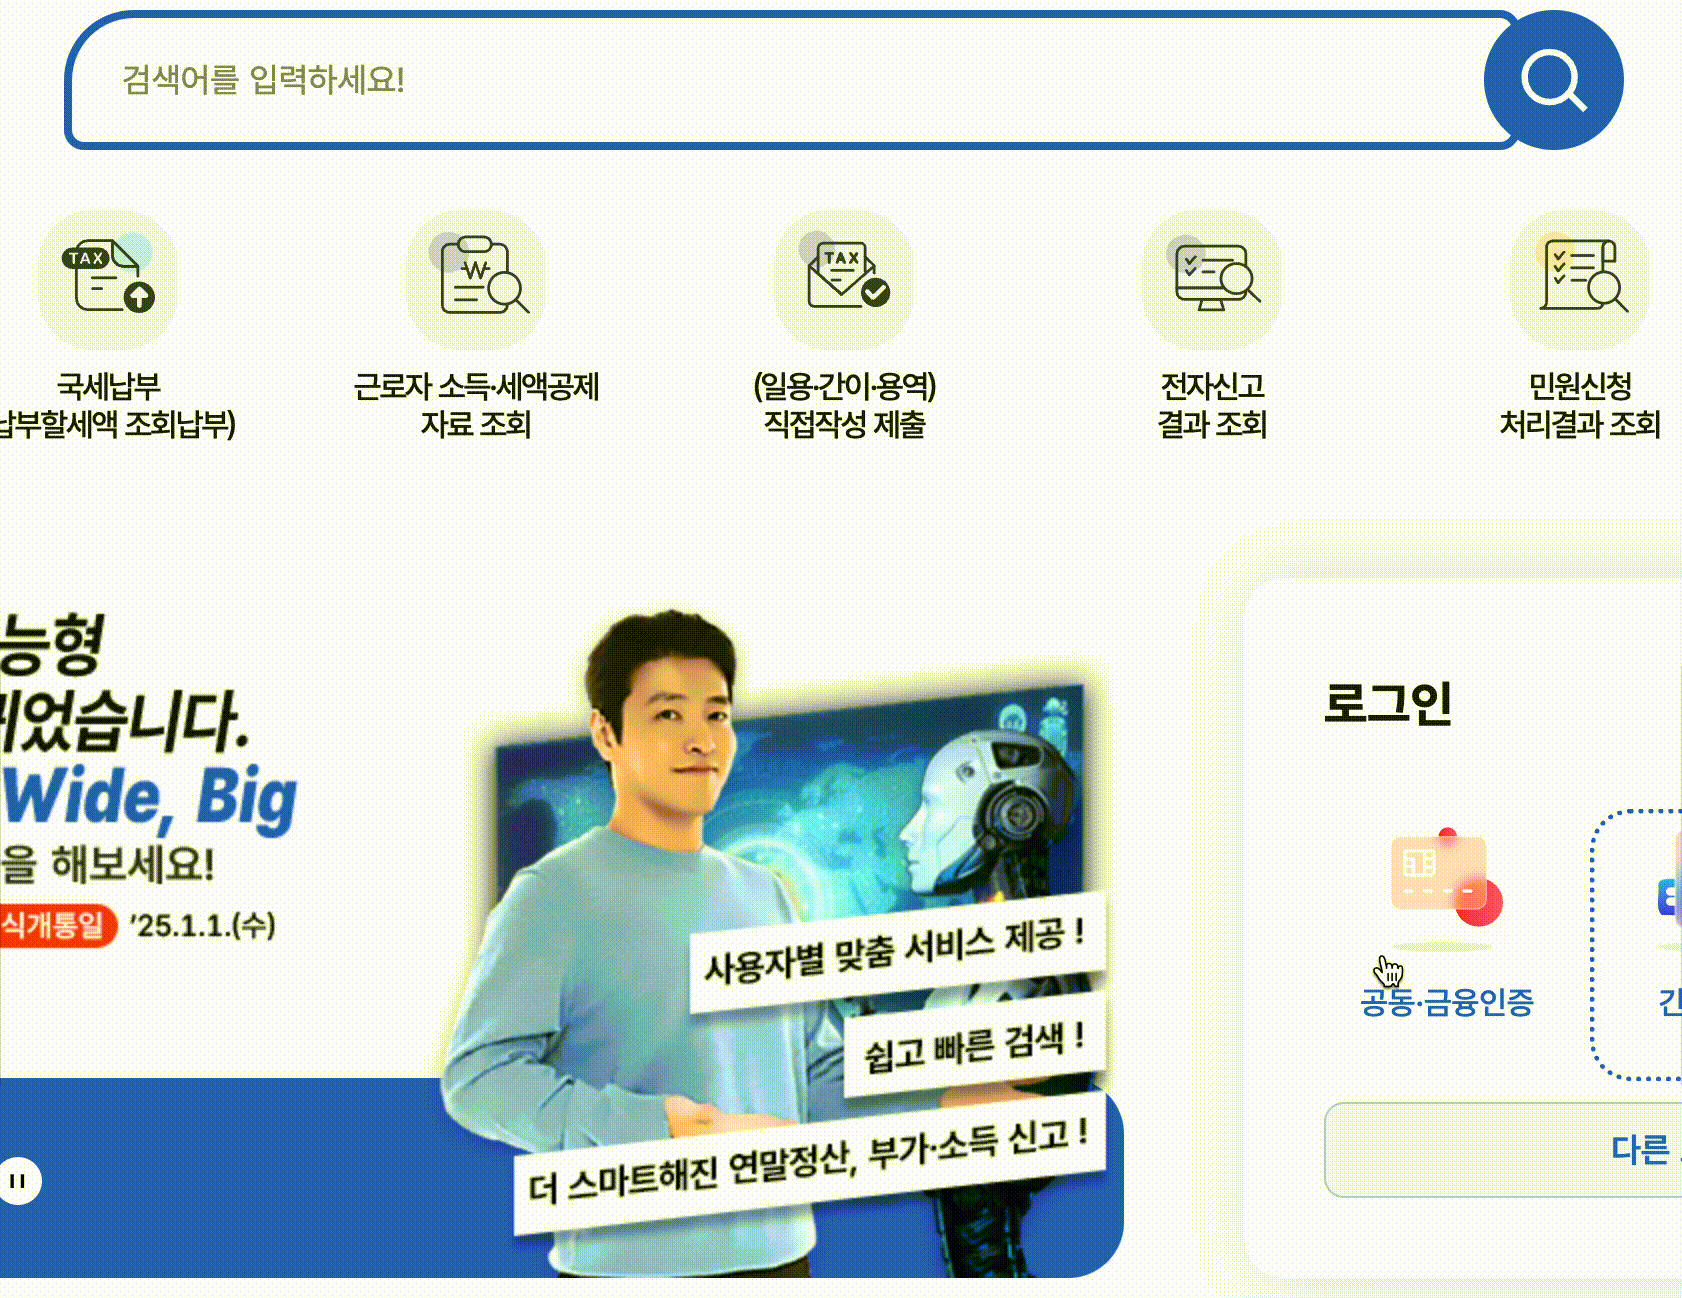 검색어를 입력하세요!
TAX
TAX
국세납부
납부할세액 조회납부)
근로자 소득·세액공제
자료 조회
(일용·간이·용역)
직접작성 제출
전자신고
결과 조회
민원신청
처리결과 조회
능형
뀌었습니다.
Wide, Big
을 해보세요!
식개통일 ’25.1.1.(수)
사용자별 맞춤 서비스 제공 !
쉽고 빠른 검색 !
더 스마트해진 연말정산, 부가·소득 신고 !
로그인
공동·금융인증
간
다른